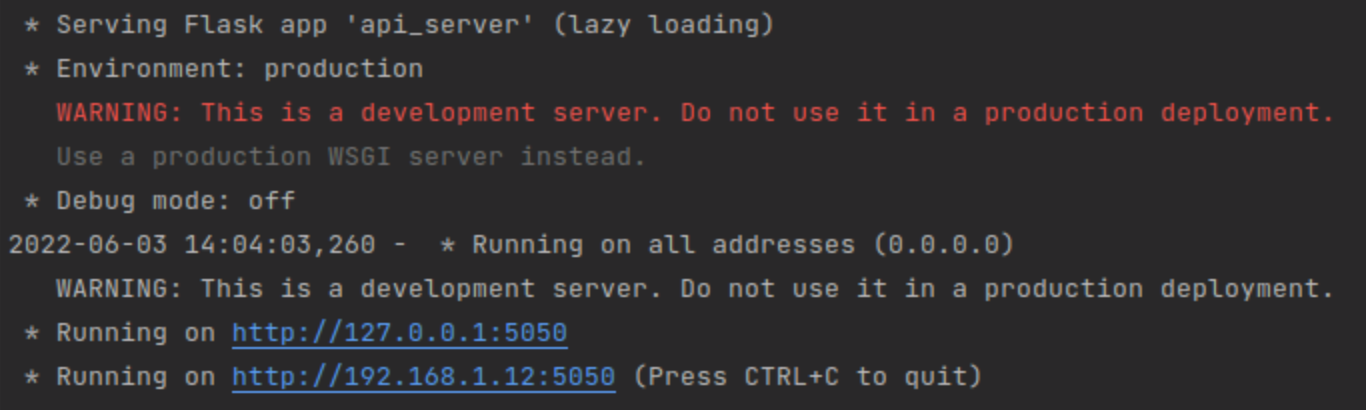 * Serving Flask app 'api_server' (lazy loading)
* Environment: production
WARNING: This is a development server. Do not use it in a production deployment.
Use a production WSGI server instead.
* Debug mode: off
2022-06-03 14:04:03,260 -  * Running on all addresses (0.0.0.0)
WARNING: This is a development server. Do not use it in a production deployment.
* Running on http://127.0.0.1:5050
* Running on http://192.168.1.12:5050 (Press CTRL+C to quit)